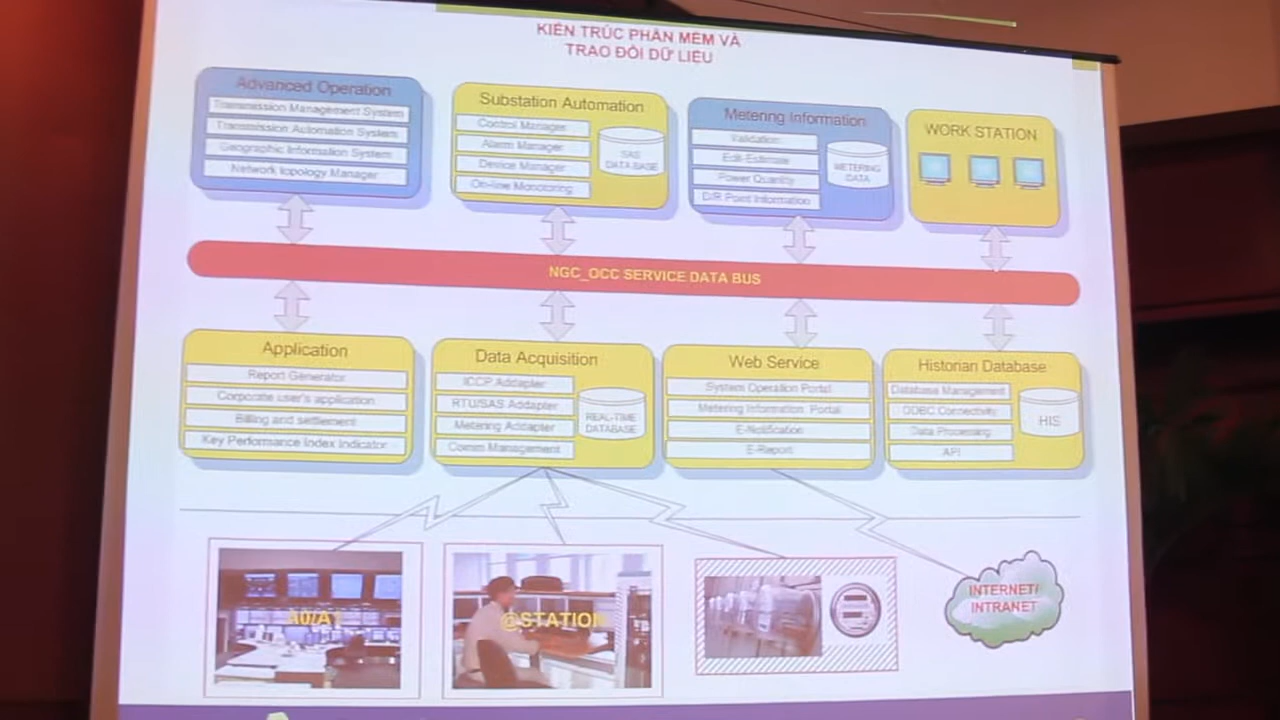 KIẾN TRÚC PHẦN MỀM VÀ
TRAO ĐỔI DỮ LIỆU
Advanced Operation
Transmission Management System
Transmission Automation System
Geographic Information System
Network topology Manager
Substation Automation
Control Manager
Alarm Manager
Device Manager
On-line Monotoring
SAS
DATA BASE
Metering Information
Validation
Edit-Estimate
Power Quantity
D/R Point Information
METERING
DATA
WORK STATION
NGC_OCC SERVICE DATA BUS
Application
Report Generator
Corporate user's application
Billing and settlement
Key Performance Index Indicator
Data Acquisition
ICCP Addapter
RTU/SAS Addapter
Metering Addapter
Comm Management
REAL-TIME
DATABASE
Web Service
System Operation Portal
Metering Information Portal
E-Notification
E-Report
Historian Database
Database Management
ODBC Connectivity
Data Processing
API
HIS
@STATION
INTERNET/
INTRANET